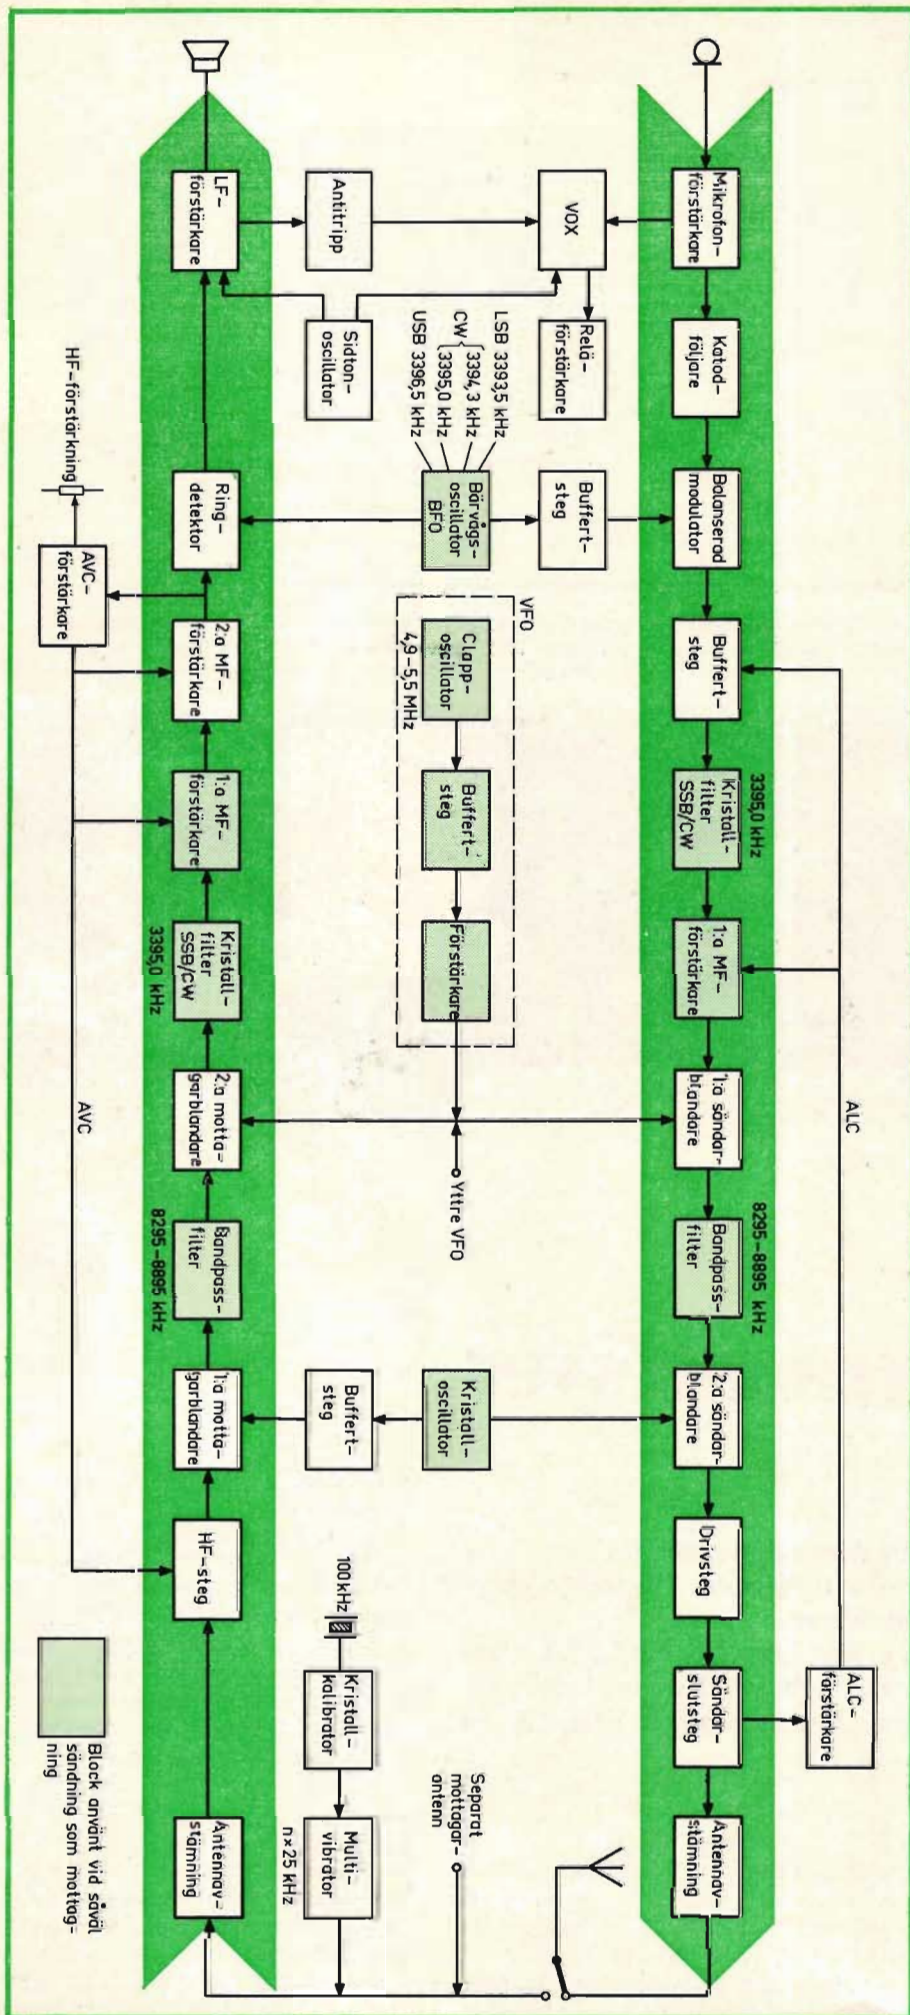 ALC
ALC-
förstärkare
3395,0 kHz
8295-8895 kHz
Mikrofon-
förstärkare
Katod-
följare
Balanserad
modulator
Buffert-
steg
Kristall-
filter
SSB/CW
1:a MF-
förstärkare
1:a sändar-
blandare
Bandpass-
filter
2:a sändar-
blandare
Drivsteg
Sändar-
slutsteg
Antennav-
stämning
VOX
Relä-
förstärkare
Buffert-
steg
LSB 3393,5 kHz
CW { 3394,3 kHz
3395,0 kHz
USB 3396,5 kHz
Bärvågs-
oscillator
BFO
VFO
Clapp-
oscillator
Buffert-
steg
Förstärkare
4,9-5,5 MHz
Yttre VFO
Kristall-
oscillator
Separat
mottagar-
antenn
Antitripp
Sidton-
oscillator
Buffert-
steg
100 kHz
Kristall-
kalibrator
Multi-
vibrator
n×25 kHz
LF-
förstärkare
Ring-
detektor
2:a MF-
förstärkare
1:a MF-
förstärkare
Kristall-
filter
SSB/CW
2:a motta-
garblandare
Bandpass-
filter
1:a motta-
garblandare
HF-steg
Antennav-
stämning
3395,0 kHz
8295-8895 kHz
HF-förstärkning
AVC-
förstärkare
AVC
Block använt vid såväl
sändning som mottag-
ning